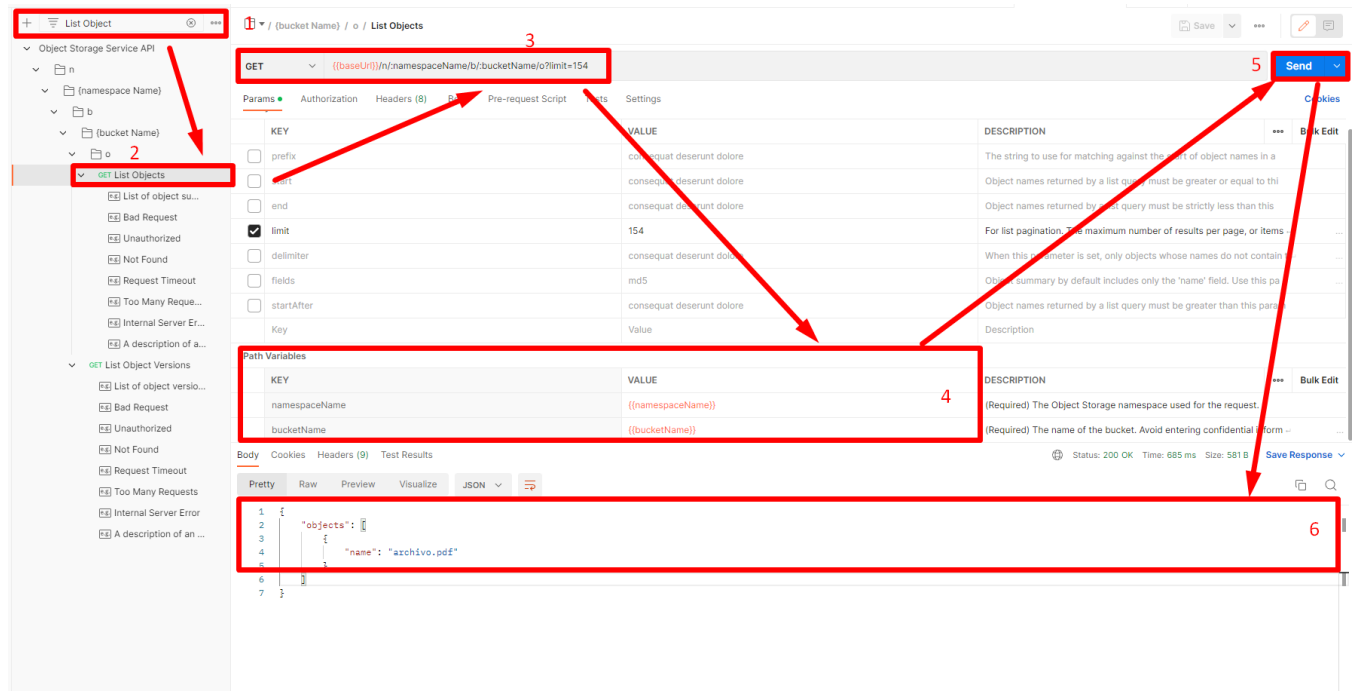 List Object
1
Object Storage Service API
n
{namespace Name}
b
{bucket Name}
2
o
GET List Objects
List of object su...
Bad Request
Unauthorized
Not Found
Request Timeout
Too Many Reque...
Internal Server Er...
A description of a...
GET List Object Versions
List of object versio...
Bad Request
Unauthorized
Not Found
Request Timeout
Too Many Requests
Internal Server Error
A description of an ...
/ {bucket Name} / o / List Objects
Save
3
GET {{baseUrl}}/n/:namespaceName/b/:bucketName/o?limit=154
5
Send
Params Authorization Headers (8) Pre-request Script Tests Settings
Cookies
KEY VALUE DESCRIPTION Bulk Edit
prefix consequat deserunt dolore The string to use for matching against the start of object names in a
start consequat deserunt dolore Object names returned by a list query must be greater or equal to thi
end consequat deserunt dolore Object names returned by a list query must be strictly less than this
limit 154 For list pagination. The maximum number of results per page, or items
delimiter consequat deserunt dolore When this parameter is set, only objects whose names do not contain
fields md5 Object summary by default includes only the 'name' field. Use this pa
startAfter consequat deserunt dolore Object names returned by a list query must be greater than this param
Key Value Description
Path Variables
KEY VALUE DESCRIPTION Bulk Edit
4
namespaceName {{namespaceName}} (Required) The Object Storage namespace used for the request.
bucketName {{bucketName}} (Required) The name of the bucket. Avoid entering confidential inform
Body Cookies Headers (9) Test Results
Status: 200 OK Time: 685 ms Size: 581 B Save Response
Pretty Raw Preview Visualize JSON
1 {
2 "objects": [
3 {
4 "name": "archivo.pdf"
5 }
6 ]
7 }
6